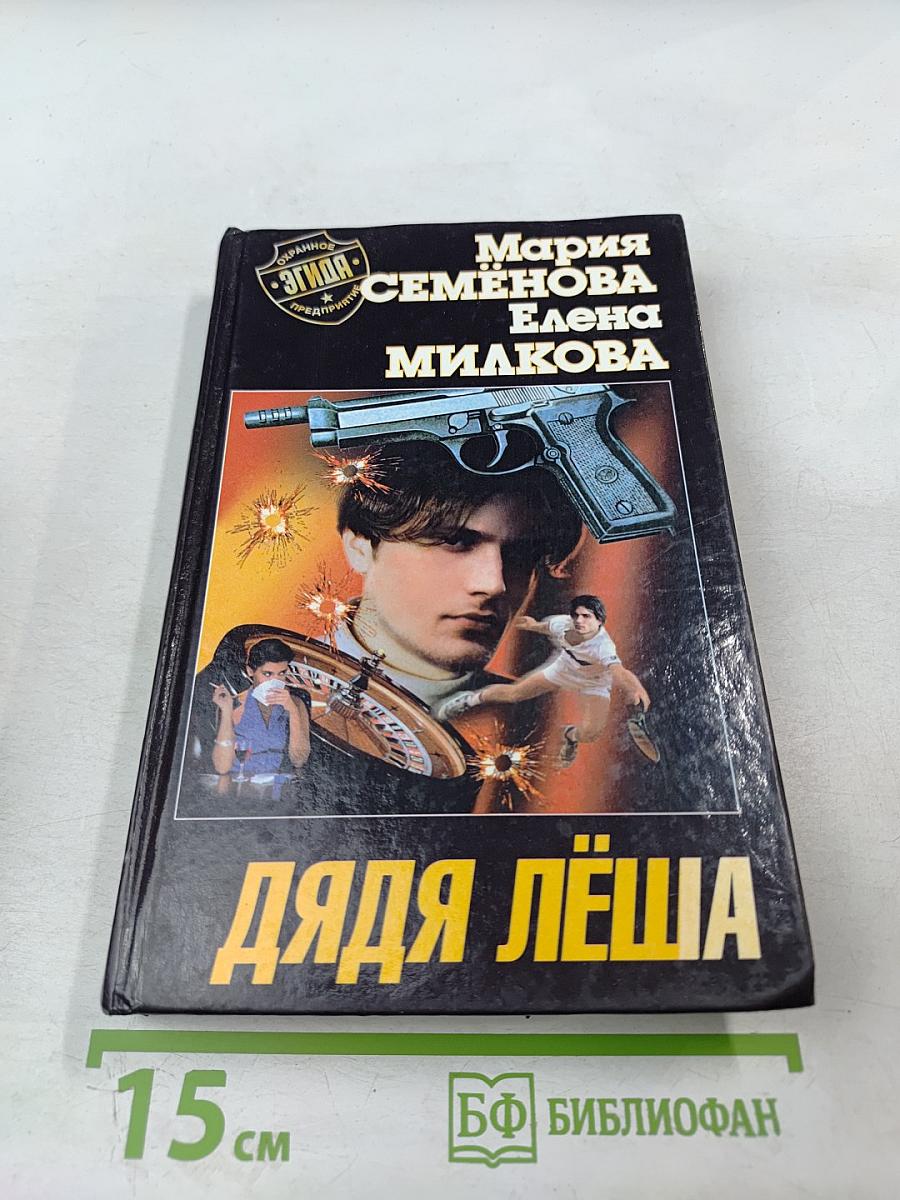 ОХРАННОЕ
ЭГИДА
ПРЕДПРИЯТИЕ
Мария
СЕМЁНОВА
Елена
МИЛКОВА
ДЯДЯ ЛЁША
15 см
БФ БИБЛИОФАН